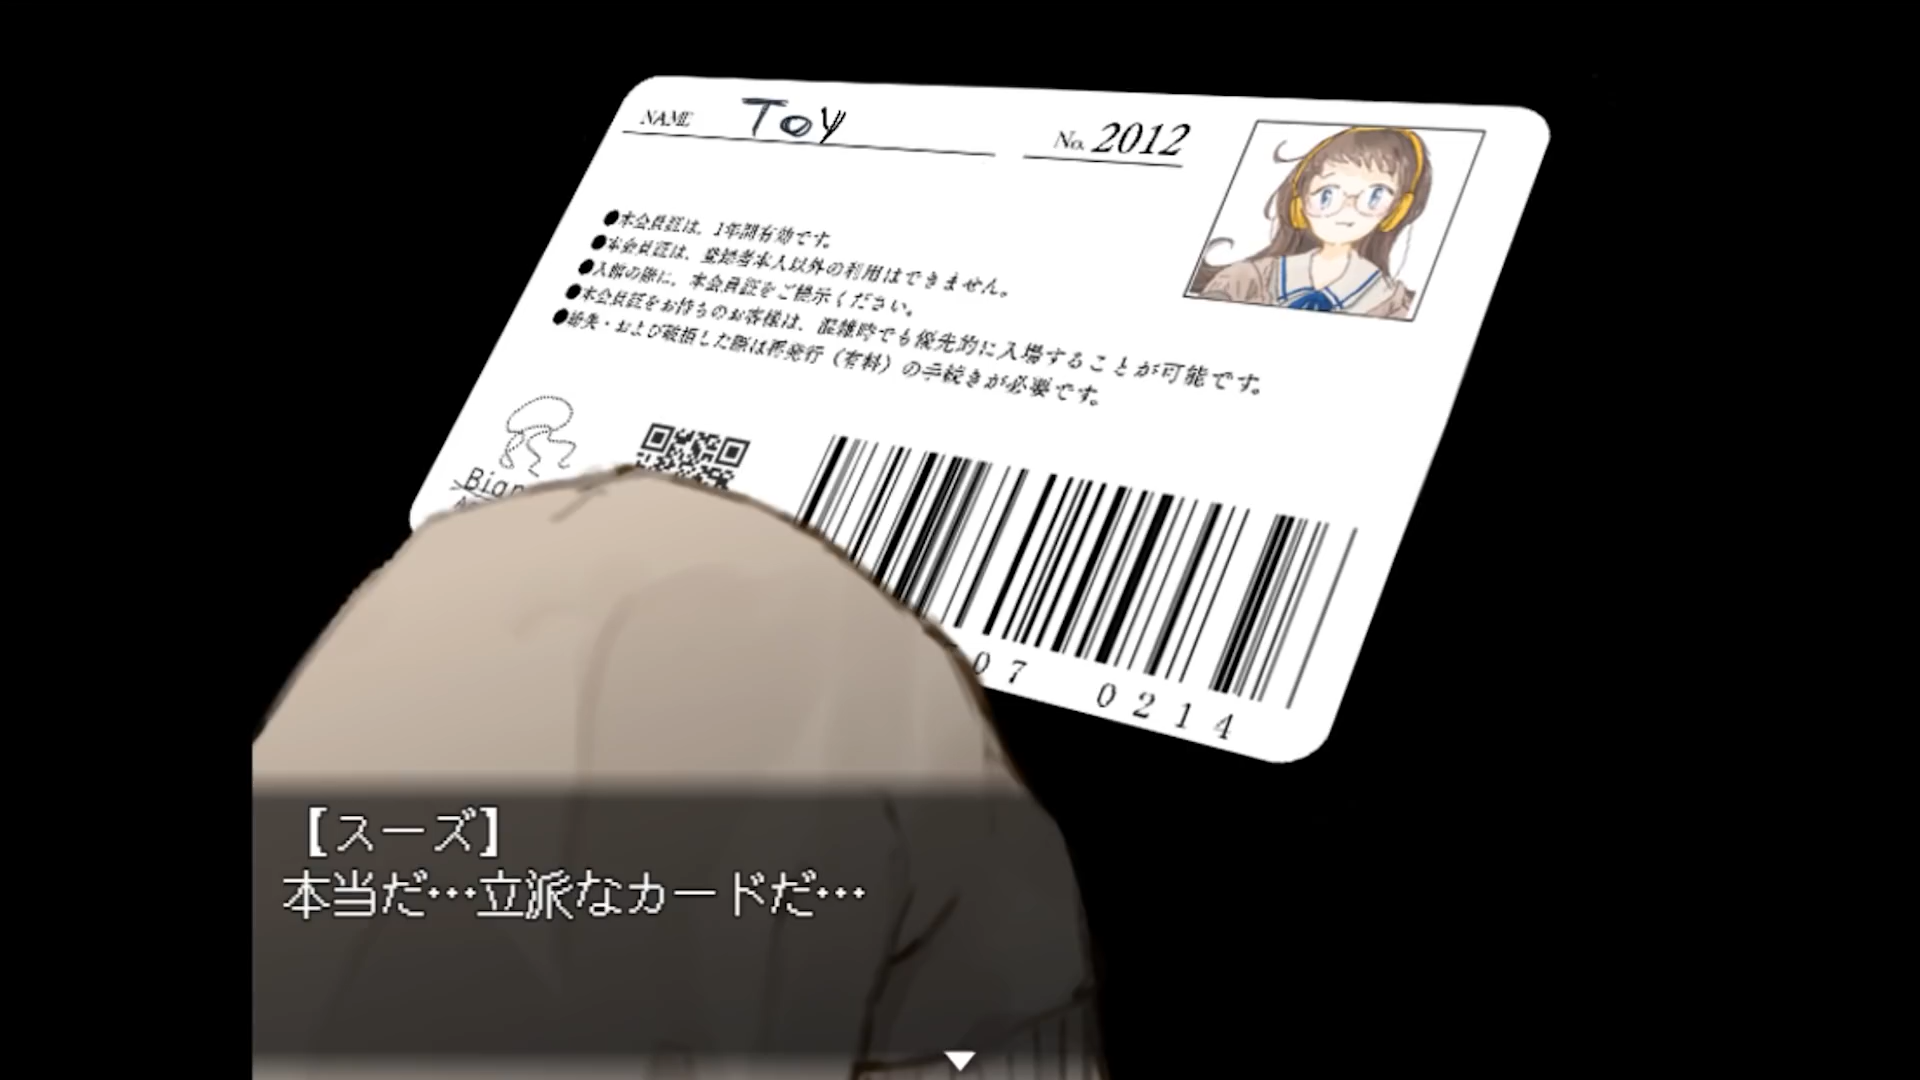 NAME TOY
No. 2012
●本会員証は、1年間有効です。
●本会員証は、登録者本人以外の利用はできません。
●入館の際に、本会員証をご提示ください。
●本会員証をお持ちのお客様は、混雑時でも優先的に入場することが可能です。
●紛失・および破損した際は再発行（有料）の手続きが必要です。
07 0214
【スーズ】
本当だ…立派なカードだ…